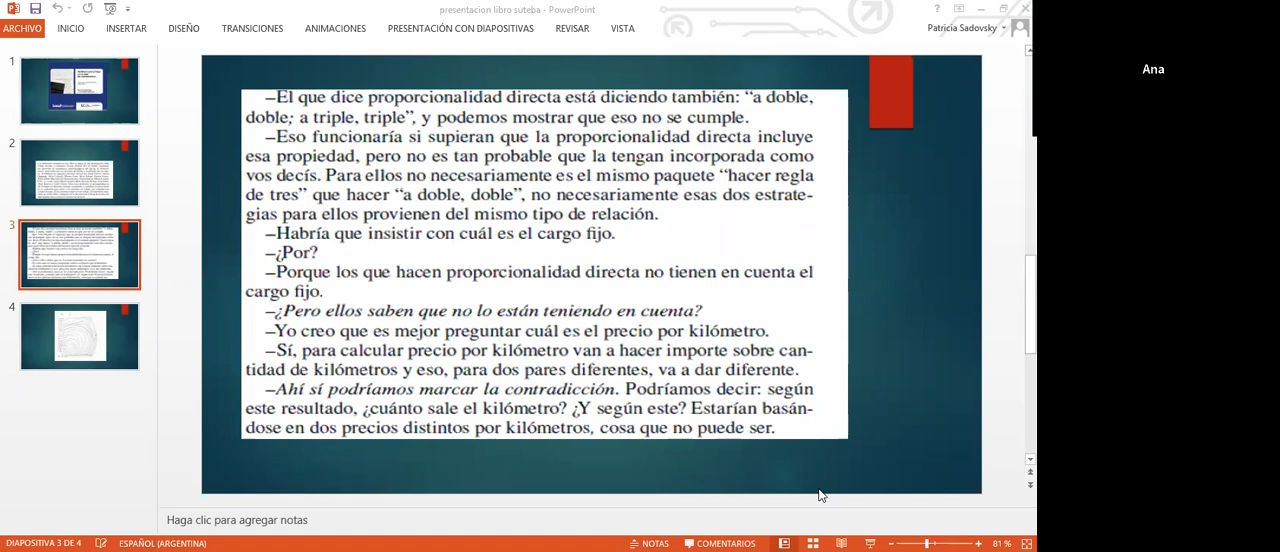 presentacion libro suteba - PowerPoint
ARCHIVO INICIO INSERTAR DISEÑO TRANSICIONES ANIMACIONES PRESENTACIÓN CON DIAPOSITIVAS REVISAR VISTA Patricia Sadovsky
Ana
1
2
3
4
–El que dice proporcionalidad directa está diciendo también: “a doble,
doble; a triple, triple”, y podemos mostrar que eso no se cumple.
–Eso funcionaría si supieran que la proporcionalidad directa incluye
esa propiedad, pero no es tan probable que la tengan incorporada como
vos decís. Para ellos no necesariamente es el mismo paquete “hacer regla
de tres” que hacer “a doble, doble”, no necesariamente esas dos estrate-
gias para ellos provienen del mismo tipo de relación.
–Habría que insistir con esto del cargo fijo.
–¿Por?
–Porque los que hacen proporcionalidad directa no tienen en cuenta el
cargo fijo.
–¿Pero ellos saben que no lo están teniendo en cuenta?
–Yo creo que es mejor preguntar cuál es el precio por kilómetro.
–Sí, para calcular precio por kilómetro van a hacer importe sobre can-
tidad de kilómetros y eso, para dos pares diferentes, va a dar diferente.
–Ahí sí podríamos marcar la contradicción. Podríamos decir: según
este resultado, ¿cuánto sale el kilómetro? ¿Y según este? Estarían basán-
dose en dos precios distintos por kilómetros, cosa que no puede ser.
Haga clic para agregar notas
DIAPOSITIVA 3 DE 4 ESPAÑOL (ARGENTINA) NOTAS COMENTARIOS 81 %